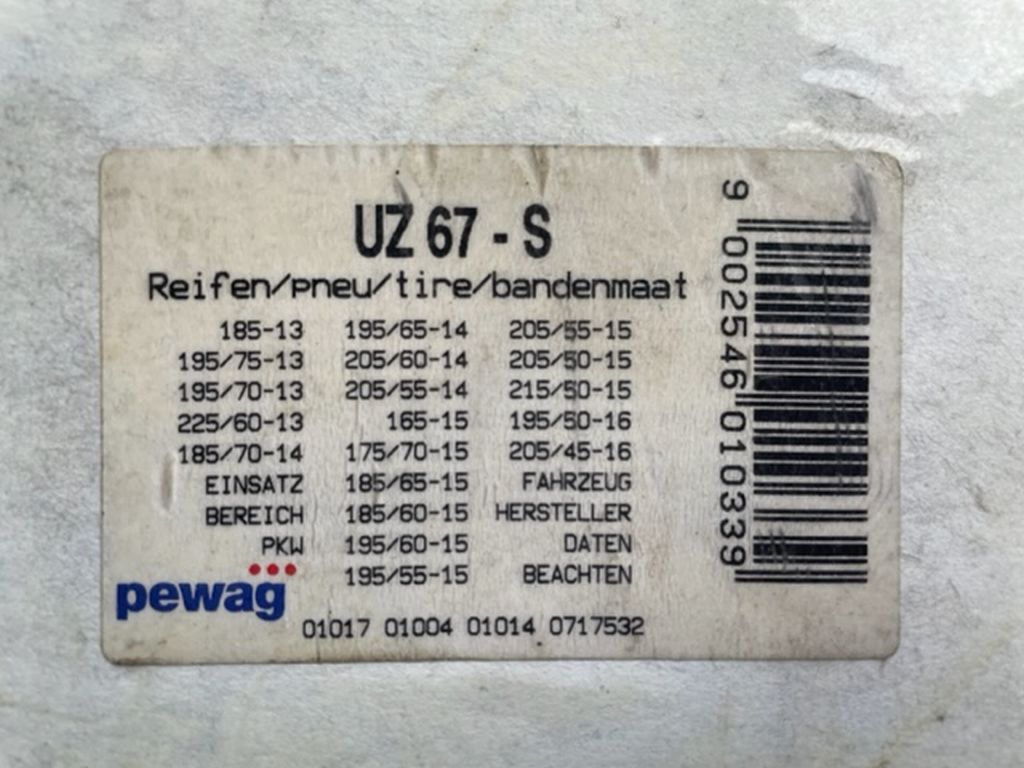 UZ 67 - S
Reifen/pneu/tire/bandenmaat
185-13 195/65-14 205/55-15
195/75-13 205/60-14 205/50-15
195/70-13 205/55-14 215/50-15
225/60-13 165-15 195/50-16
185/70-14 175/70-15 205/45-16
EINSATZ 185/65-15 FAHRZEUG
BEREICH 185/60-15 HERSTELLER
PKW 195/60-15 DATEN
195/55-15 BEACHTEN
pewag
01017 01004 01014 0717532
9 002546 010339